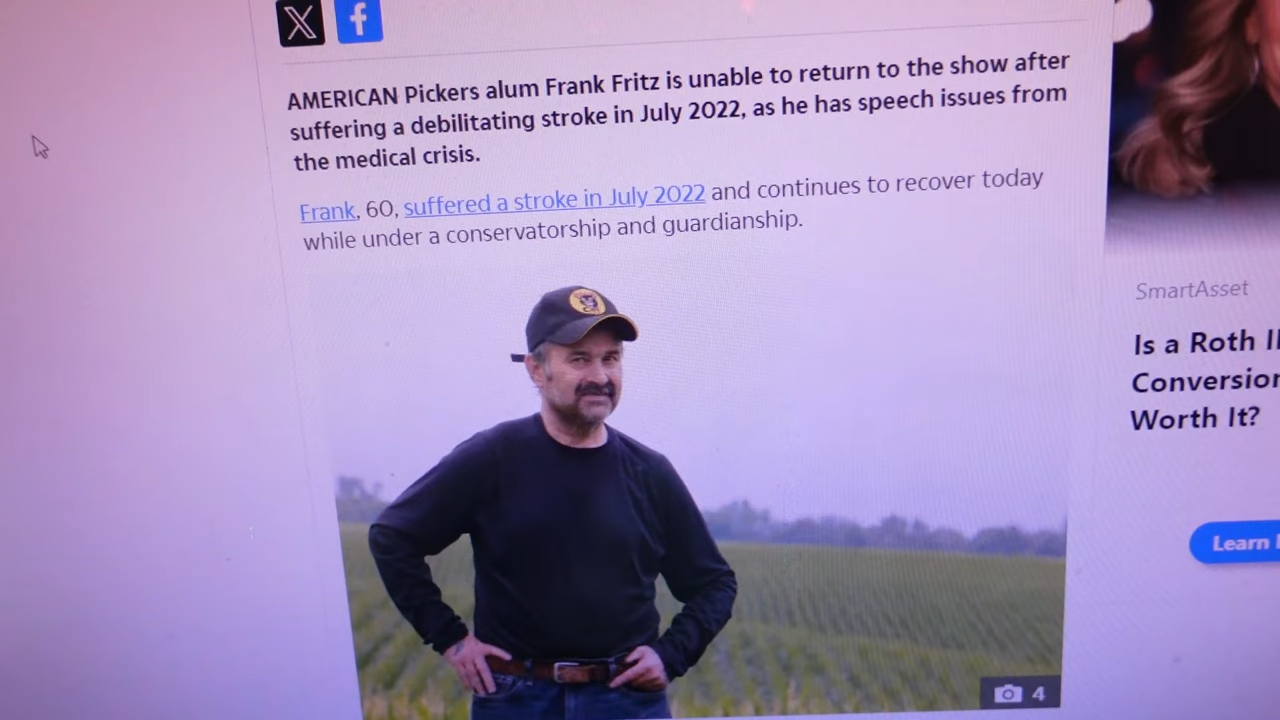 AMERICAN Pickers alum Frank Fritz is unable to return to the show after
suffering a debilitating stroke in July 2022, as he has speech issues from
the medical crisis.
Frank, 60, suffered a stroke in July 2022 and continues to recover today
while under a conservatorship and guardianship.
4
SmartAsset
Is a Roth
Conversion
Worth It?
Learn